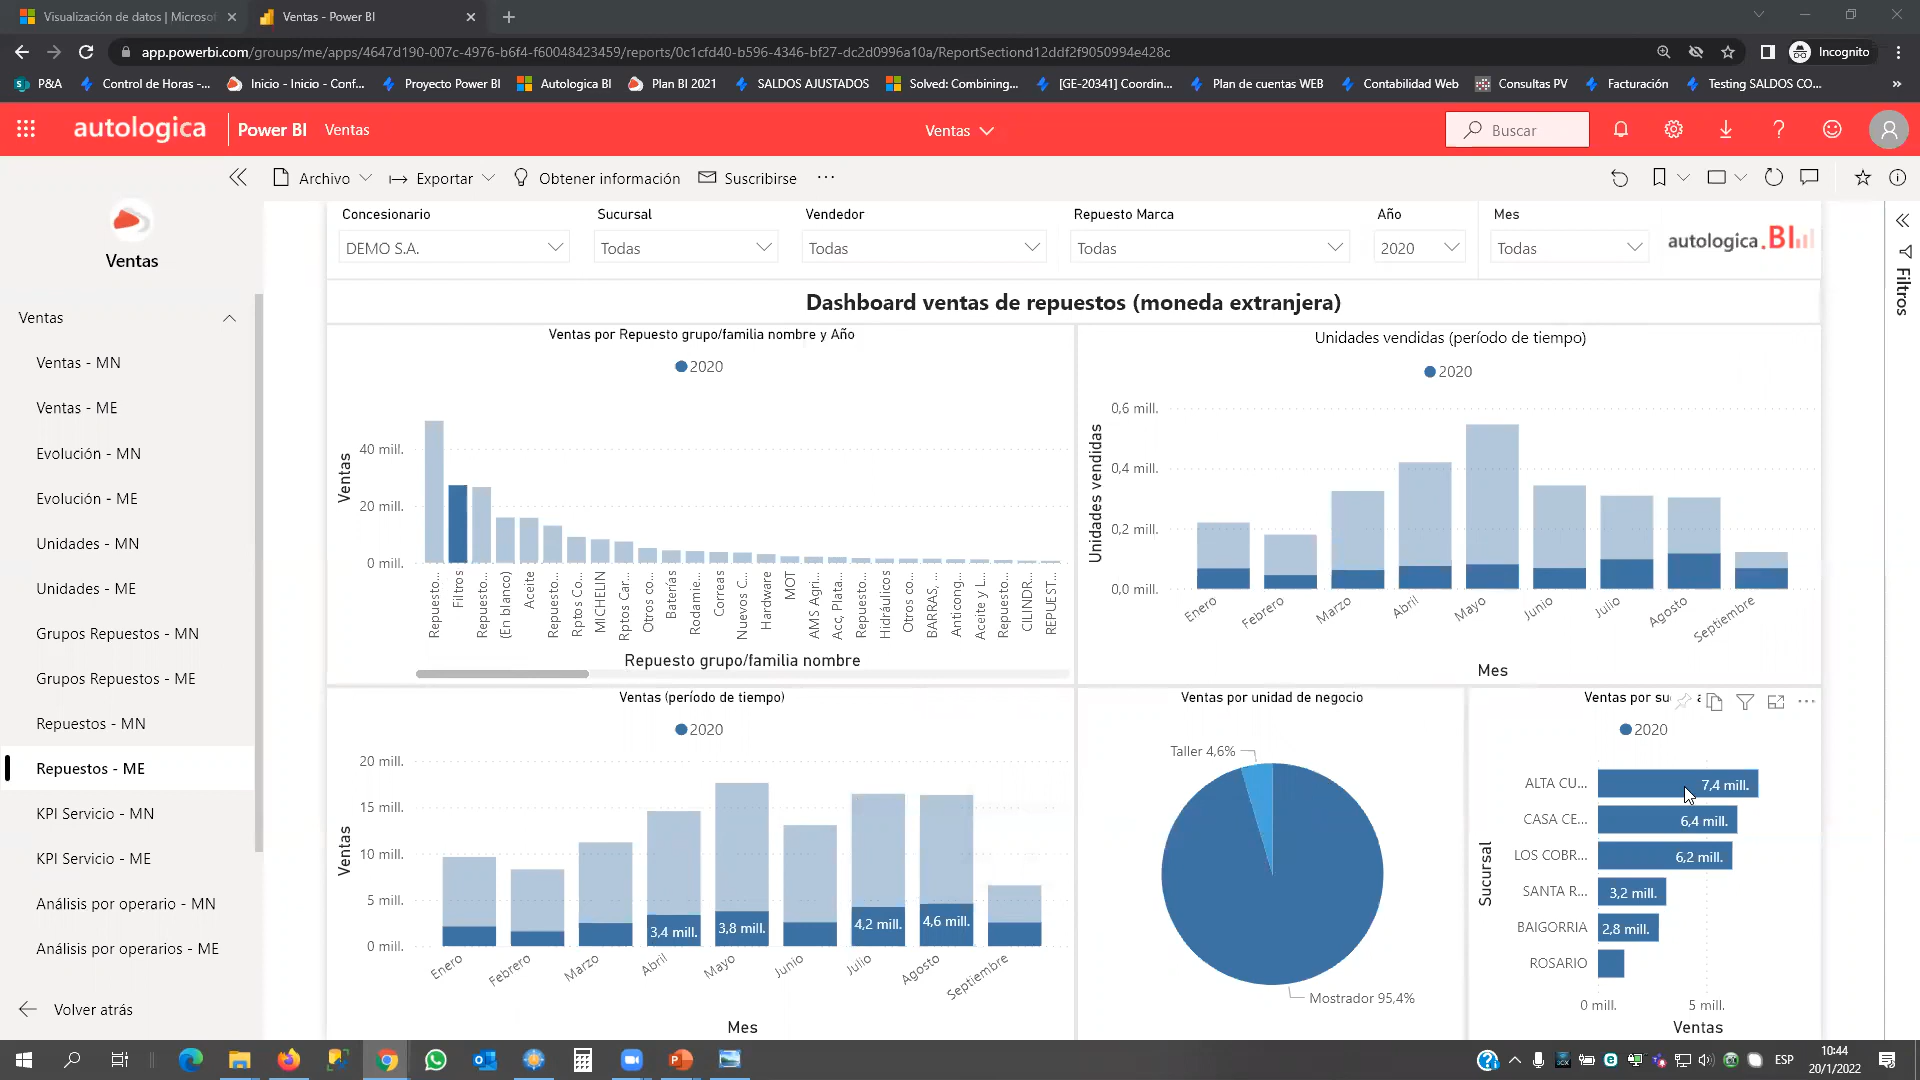 Visualización de datos | Microsof
Ventas - Power BI
app.powerbi.com/groups/me/apps/4647d190-007c-4976-b6f4-f60048423459/reports/0c1cfd40-b596-4346-bf27-dc2d0996a10a/ReportSectiond12ddf2f9050994e428c
Incognito
P&A
Control de Horas -...
Inicio - Inicio - Conf...
Proyecto Power BI
Autologica BI
Plan BI 2021
SALDOS AJUSTADOS
Solved: Combining...
[GE-20341] Coordin...
Plan de cuentas WEB
Contabilidad Web
Consultas PV
Facturación
Testing SALDOS CO...
autologica
Power BI
Ventas
Ventas
Buscar
Archivo
Exportar
Obtener información
Suscribirse
Ventas
Ventas
Ventas - MN
Ventas - ME
Evolución - MN
Evolución - ME
Unidades - MN
Unidades - ME
Grupos Repuestos - MN
Grupos Repuestos - ME
Repuestos - MN
Repuestos - ME
KPI Servicio - MN
KPI Servicio - ME
Análisis por operario - MN
Análisis por operarios - ME
Volver atrás
Concesionario
Sucursal
Vendedor
Repuesto Marca
Año
Mes
DEMO S.A.
Todas
Todas
Todas
2020
Todas
autologica.BI
Filtros
Dashboard ventas de repuestos (moneda extranjera)
Ventas por Repuesto grupo/familia nombre y Año
2020
Ventas
40 mill.
20 mill.
0 mill.
Repuesto...
Filtros
Repuesto...
(En blanco)
Aceite
Repuesto...
Rptos Co...
MICHELIN
Rptos Car...
Otros co...
Baterías
Rodamie...
Correas
Nuevos C...
Hardware
MOT
AMS Agri...
Acc, Plata...
Repuesto...
Hidráulicos
Otros co...
BARRAS, ...
Anticong...
Aceite y L...
Repuesto...
CILINDR...
REPUEST...
Repuesto grupo/familia nombre
Unidades vendidas (período de tiempo)
2020
Unidades vendidas
0,6 mill.
0,4 mill.
0,2 mill.
0,0 mill.
Enero
Febrero
Marzo
Abril
Mayo
Junio
Julio
Agosto
Septiembre
Mes
Ventas (período de tiempo)
2020
Ventas
20 mill.
15 mill.
10 mill.
5 mill.
0 mill.
3,4 mill.
3,8 mill.
4,2 mill.
4,6 mill.
Enero
Febrero
Marzo
Abril
Mayo
Junio
Julio
Agosto
Septiembre
Mes
Ventas por unidad de negocio
Taller 4,6%
Mostrador 95,4%
Ventas por su
2020
Sucursal
ALTA CU...
7,4 mill.
CASA CE...
6,4 mill.
LOS COBR...
6,2 mill.
SANTA R...
3,2 mill.
BAIGORRIA
2,8 mill.
ROSARIO
0 mill.
5 mill.
Ventas
ESP
10:44
20/1/2022